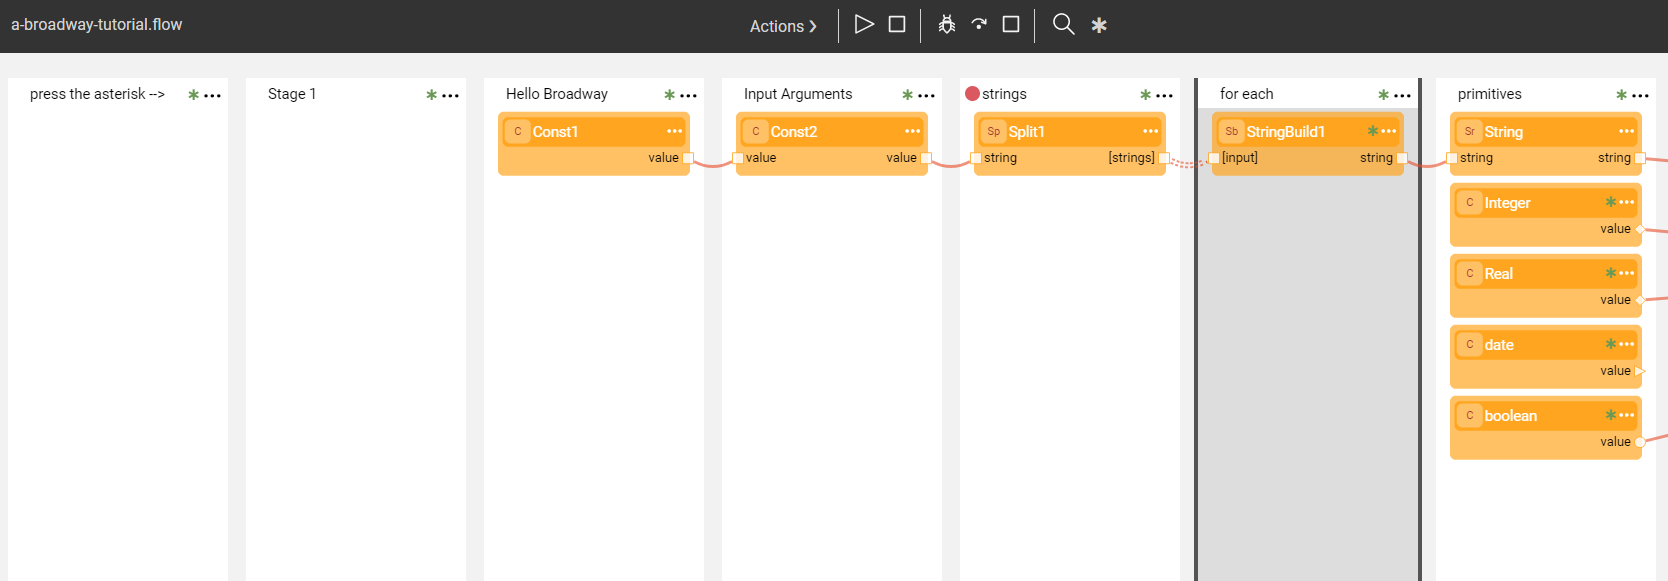 a-broadway-tutorial.flow
Actions
press the asterisk -->
Stage 1
Hello Broadway
Input Arguments
strings
for each
primitives
C Const1
value
C Const2
value value
Sp Split1
string [strings]
Sb StringBuild1
[input] string
Sr String
string string
C Integer
value
C Real
value
C date
value
C boolean
value